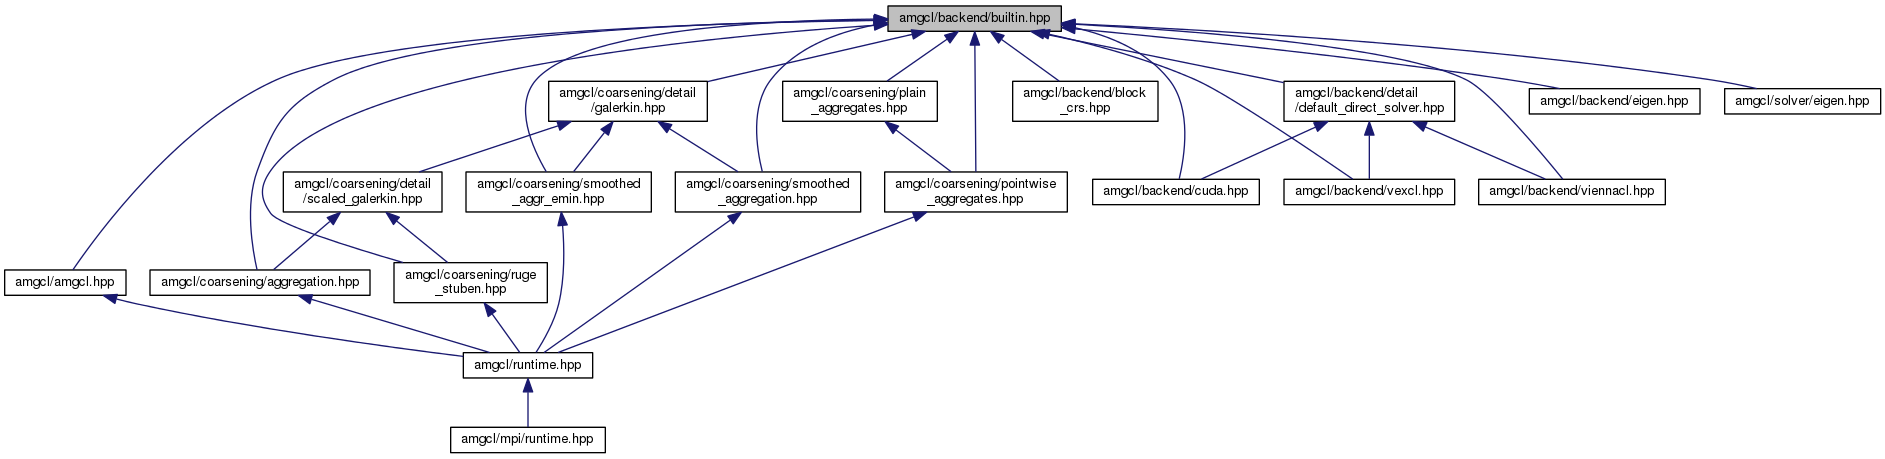 amgcl/backend/builtin.hpp
amgcl/coarsening/detail
/galerkin.hpp
amgcl/coarsening/plain
_aggregates.hpp
amgcl/backend/block
_crs.hpp
amgcl/backend/detail
/default_direct_solver.hpp
amgcl/backend/eigen.hpp
amgcl/solver/eigen.hpp
amgcl/coarsening/detail
/scaled_galerkin.hpp
amgcl/coarsening/smoothed
_aggr_emin.hpp
amgcl/coarsening/smoothed
_aggregation.hpp
amgcl/coarsening/pointwise
_aggregates.hpp
amgcl/backend/cuda.hpp
amgcl/backend/vexcl.hpp
amgcl/backend/viennacl.hpp
amgcl/amgcl.hpp
amgcl/coarsening/aggregation.hpp
amgcl/coarsening/ruge
_stuben.hpp
amgcl/runtime.hpp
amgcl/mpi/runtime.hpp